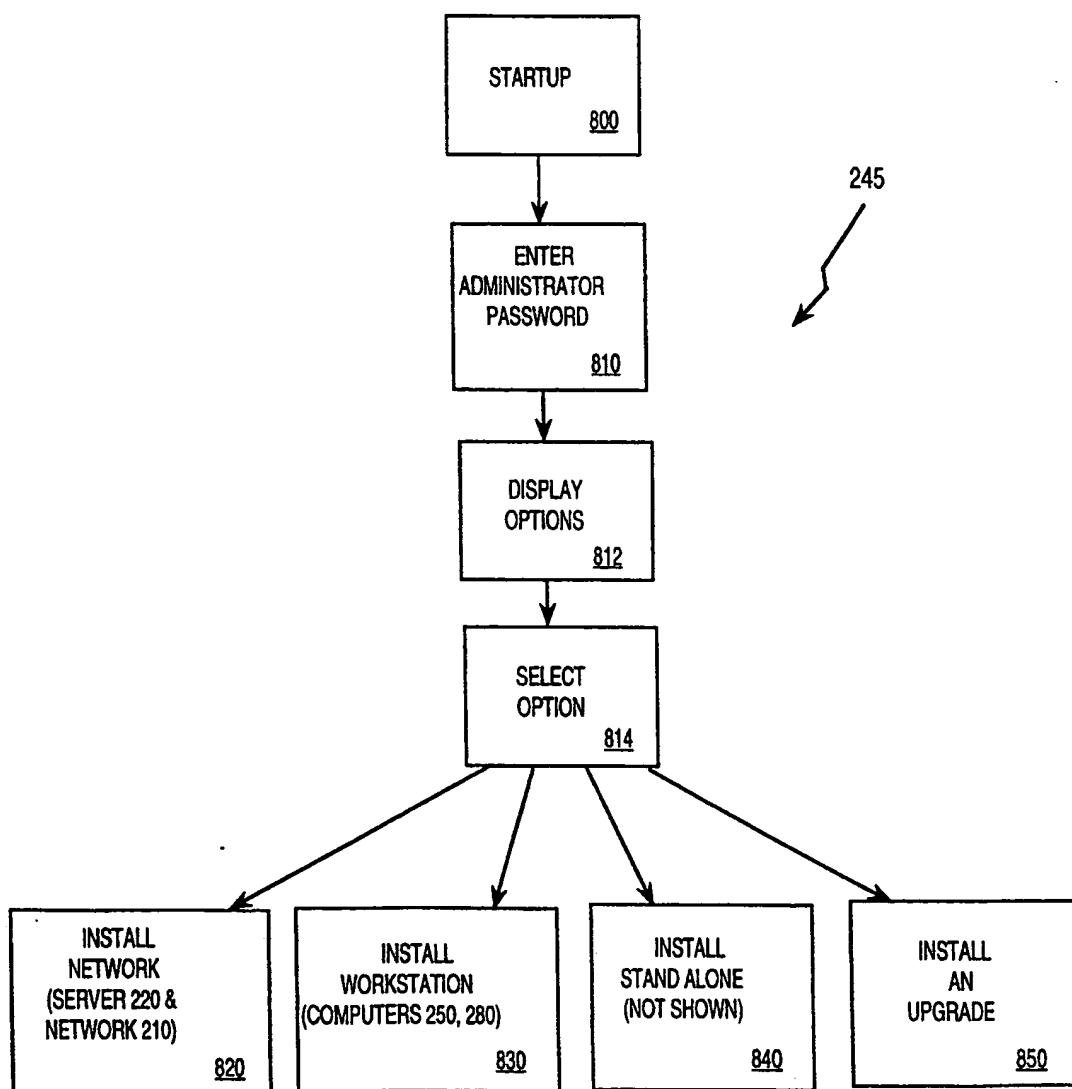 STARTUP
800
245
ENTER
ADMINISTRATOR
PASSWORD
810
DISPLAY
OPTIONS
812
SELECT
OPTION
814
INSTALL
NETWORK
(SERVER 220 &
NETWORK 210)
820
INSTALL
WORKSTATION
(COMPUTERS 250, 280)
830
INSTALL
STAND ALONE
(NOT SHOWN)
840
INSTALL
AN
UPGRADE
850